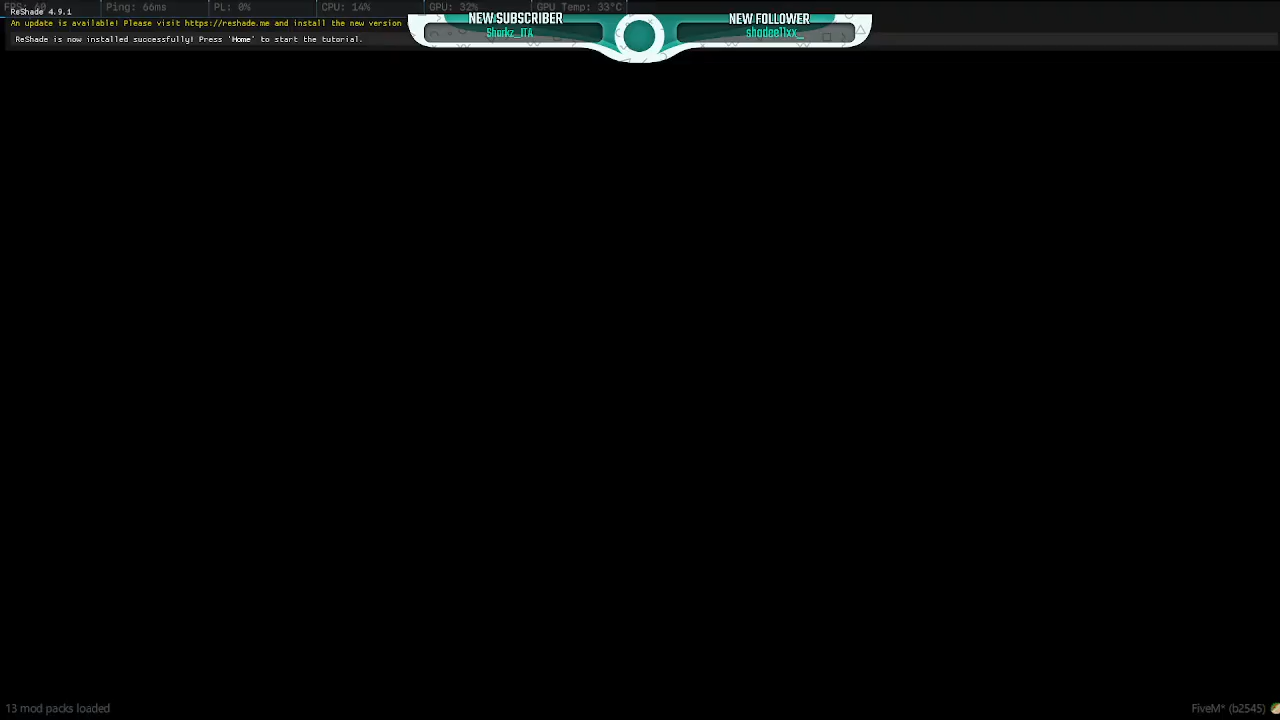 ReShade 4.9.1
Ping: 66ms
PL: 0%
CPU: 14%
GPU: 32%
GPU Temp: 33°C
An update is available! Please visit https://reshade.me and install the new version
ReShade is now installed successfully! Press 'Home' to start the tutorial.
NEW SUBSCRIBER
Sharkz_ITA
NEW FOLLOWER
shadee11xx_
13 mod packs loaded
FiveM* (b2545)